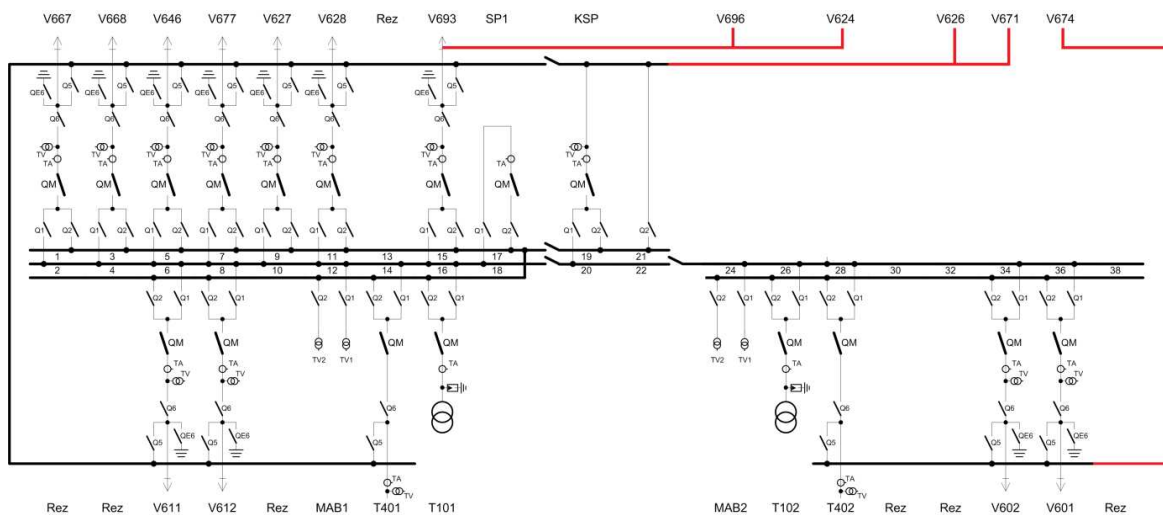 V667 V668 V646 V677 V627 V628 Rez V693 SP1 KSP V696 V624 V626 V671 V674
QE6 Q5 QE6 Q5 QE6 Q5 QE6 Q5 QE6 Q5 QE6 Q5 Q5
Q6 Q6 Q6 Q6 Q6 Q6 Q6
TV TV TV TV TV TV TV TV
TA TA TA TA TA TA TA TA TA
QM QM QM QM QM QM QM QM QM
Q1 Q2 Q1 Q2 Q1 Q2 Q1 Q2 Q1 Q2 Q1 Q2 Q1 Q2 Q1 Q2 Q1 Q2 Q2
1 3 5 7 9 11 13 15 17 19 21
2 4 6 8 10 12 14 16 18 20 22
24 26 28 30 32 34 36 38
Q2 Q1 Q2 Q1 Q2 Q1 Q2 Q1 Q2 Q1 Q2 Q1 Q2 Q1 Q2 Q1 Q2 Q1 Q2 Q1
QM QM QM QM QM QM QM QM
TV2 TV1 TV2 TV1
TA TA TA TA TA TA
TV TV TV TV
Q6 Q6 Q6 Q6 Q6 Q6
Q5 QE6 Q5 QE6 Q5 Q5 Q5 QE6 Q5 QE6
TA TA
TV TV
Rez Rez V611 V612 Rez MAB1 T401 T101 MAB2 T102 T402 Rez Rez V602 V601 Rez